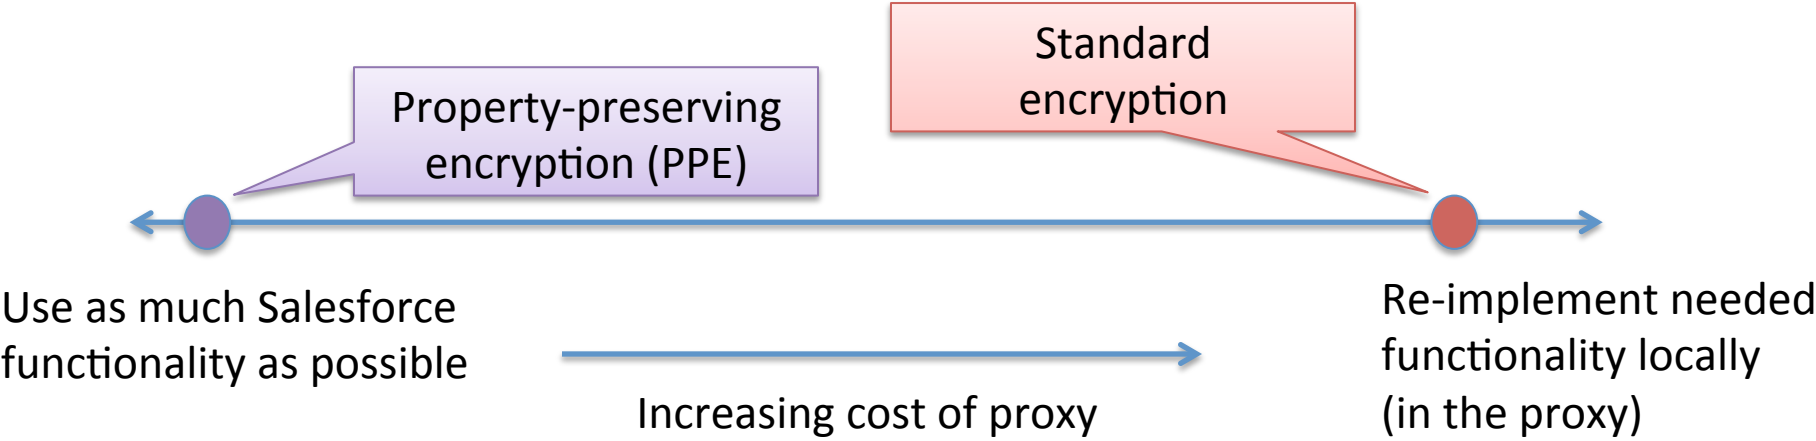 Standard
encryption
Property-preserving
encryption (PPE)
Use as much Salesforce
functionality as possible
Increasing cost of proxy
Re-implement needed
functionality locally
(in the proxy)